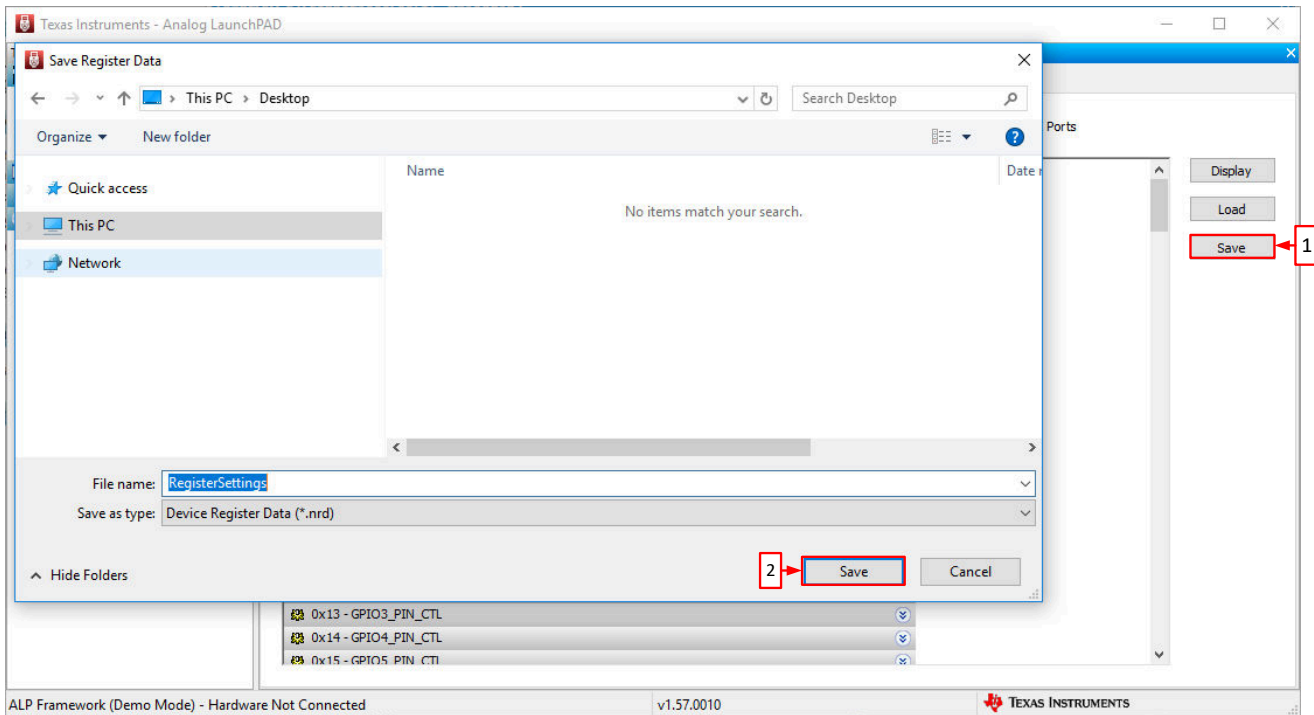 Texas Instruments - Analog LaunchPAD
Save Register Data
This PC > Desktop
Search Desktop
Organize
New folder
Ports
Name
Date
Quick access
This PC
Network
No items match your search.
Display
Load
Save
1
File name: RegisterSettings
Save as type: Device Register Data (*.nrd)
Hide Folders
2
Save
Cancel
0x13 - GPIO3_PIN_CTL
0x14 - GPIO4_PIN_CTL
0x15 - GPIO5_PIN_CTL
ALP Framework (Demo Mode) - Hardware Not Connected
v1.57.0010
TEXAS INSTRUMENTS